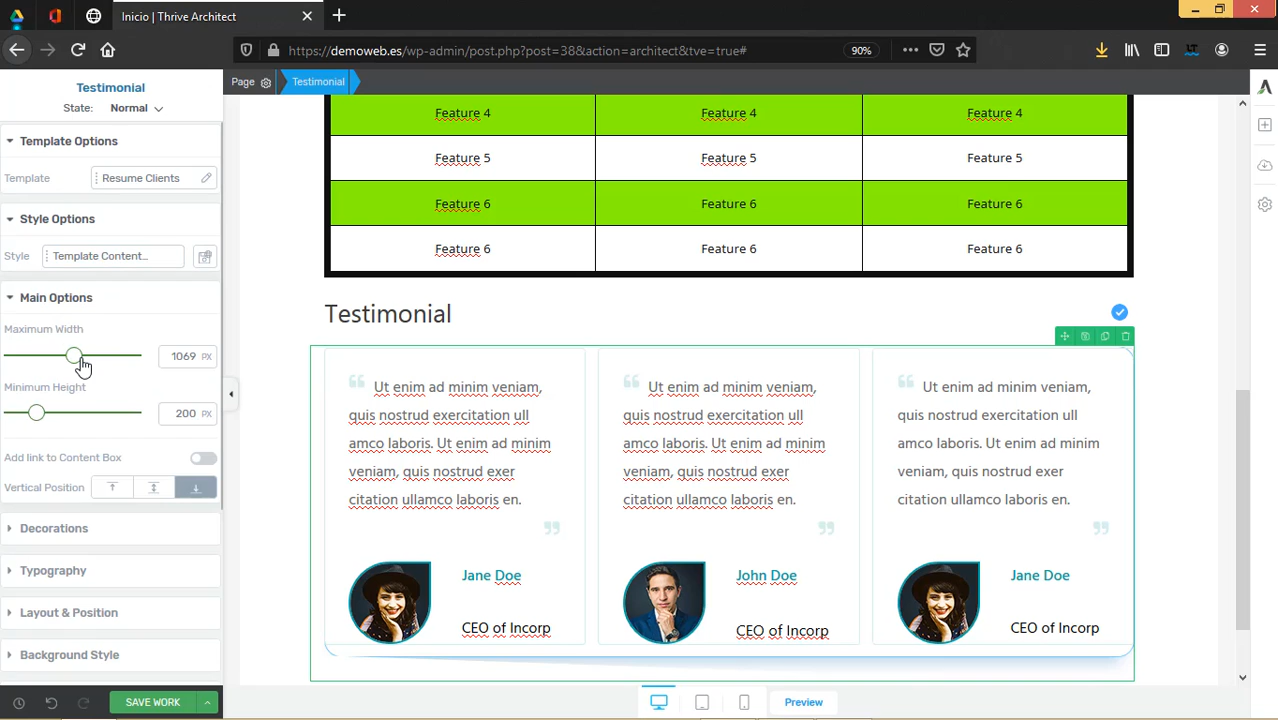 Inicio | Thrive Architect
https://demoweb.es/wp-admin/post.php?post=38&action=architect&tve=true#
90%
Testimonial
State: Normal
Page
Testimonial
Template Options
Template
Resume Clients
Style Options
Style
Template Content...
Main Options
Maximum Width
1069 PX
Minimum Height
200 PX
Add link to Content Box
Vertical Position
Decorations
Typography
Layout & Position
Background Style
SAVE WORK
Feature 4 Feature 4 Feature 4
Feature 5 Feature 5 Feature 5
Feature 6 Feature 6 Feature 6
Feature 6 Feature 6 Feature 6
Testimonial
Ut enim ad minim veniam,
quis nostrud exercitation ull
amco laboris. Ut enim ad minim
veniam, quis nostrud exer
citation ullamco laboris en.
Jane Doe
CEO of Incorp
Ut enim ad minim veniam,
quis nostrud exercitation ull
amco laboris. Ut enim ad minim
veniam, quis nostrud exer
citation ullamco laboris en.
John Doe
CEO of Incorp
Ut enim ad minim veniam,
quis nostrud exercitation ull
amco laboris. Ut enim ad minim
veniam, quis nostrud exer
citation ullamco laboris en.
Jane Doe
CEO of Incorp
Preview